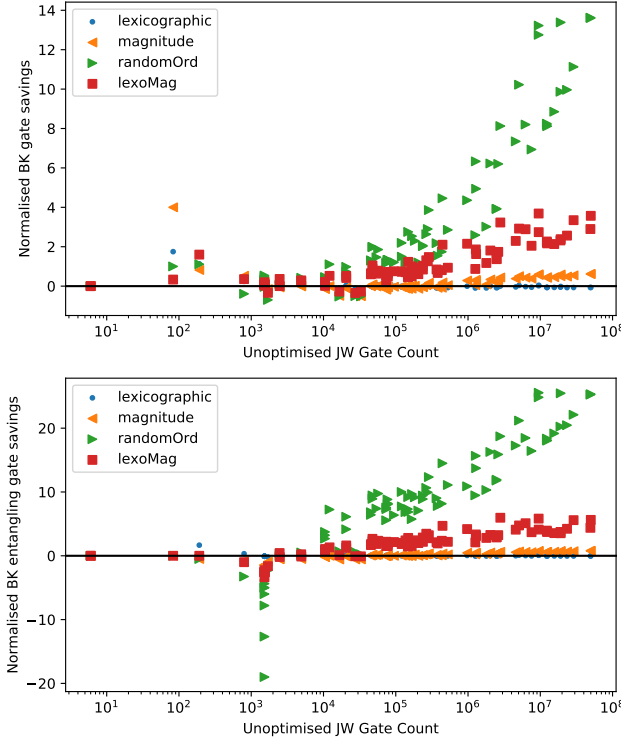 14
12
10
8
6
4
2
0
Normalised BK gate savings
lexicographic
magnitude
randomOrd
lexoMag
10^1 10^2 10^3 10^4 10^5 10^6 10^7 10^8
Unoptimised JW Gate Count
20
10
0
−10
−20
Normalised BK entangling gate savings
lexicographic
magnitude
randomOrd
lexoMag
10^1 10^2 10^3 10^4 10^5 10^6 10^7 10^8
Unoptimised JW Gate Count